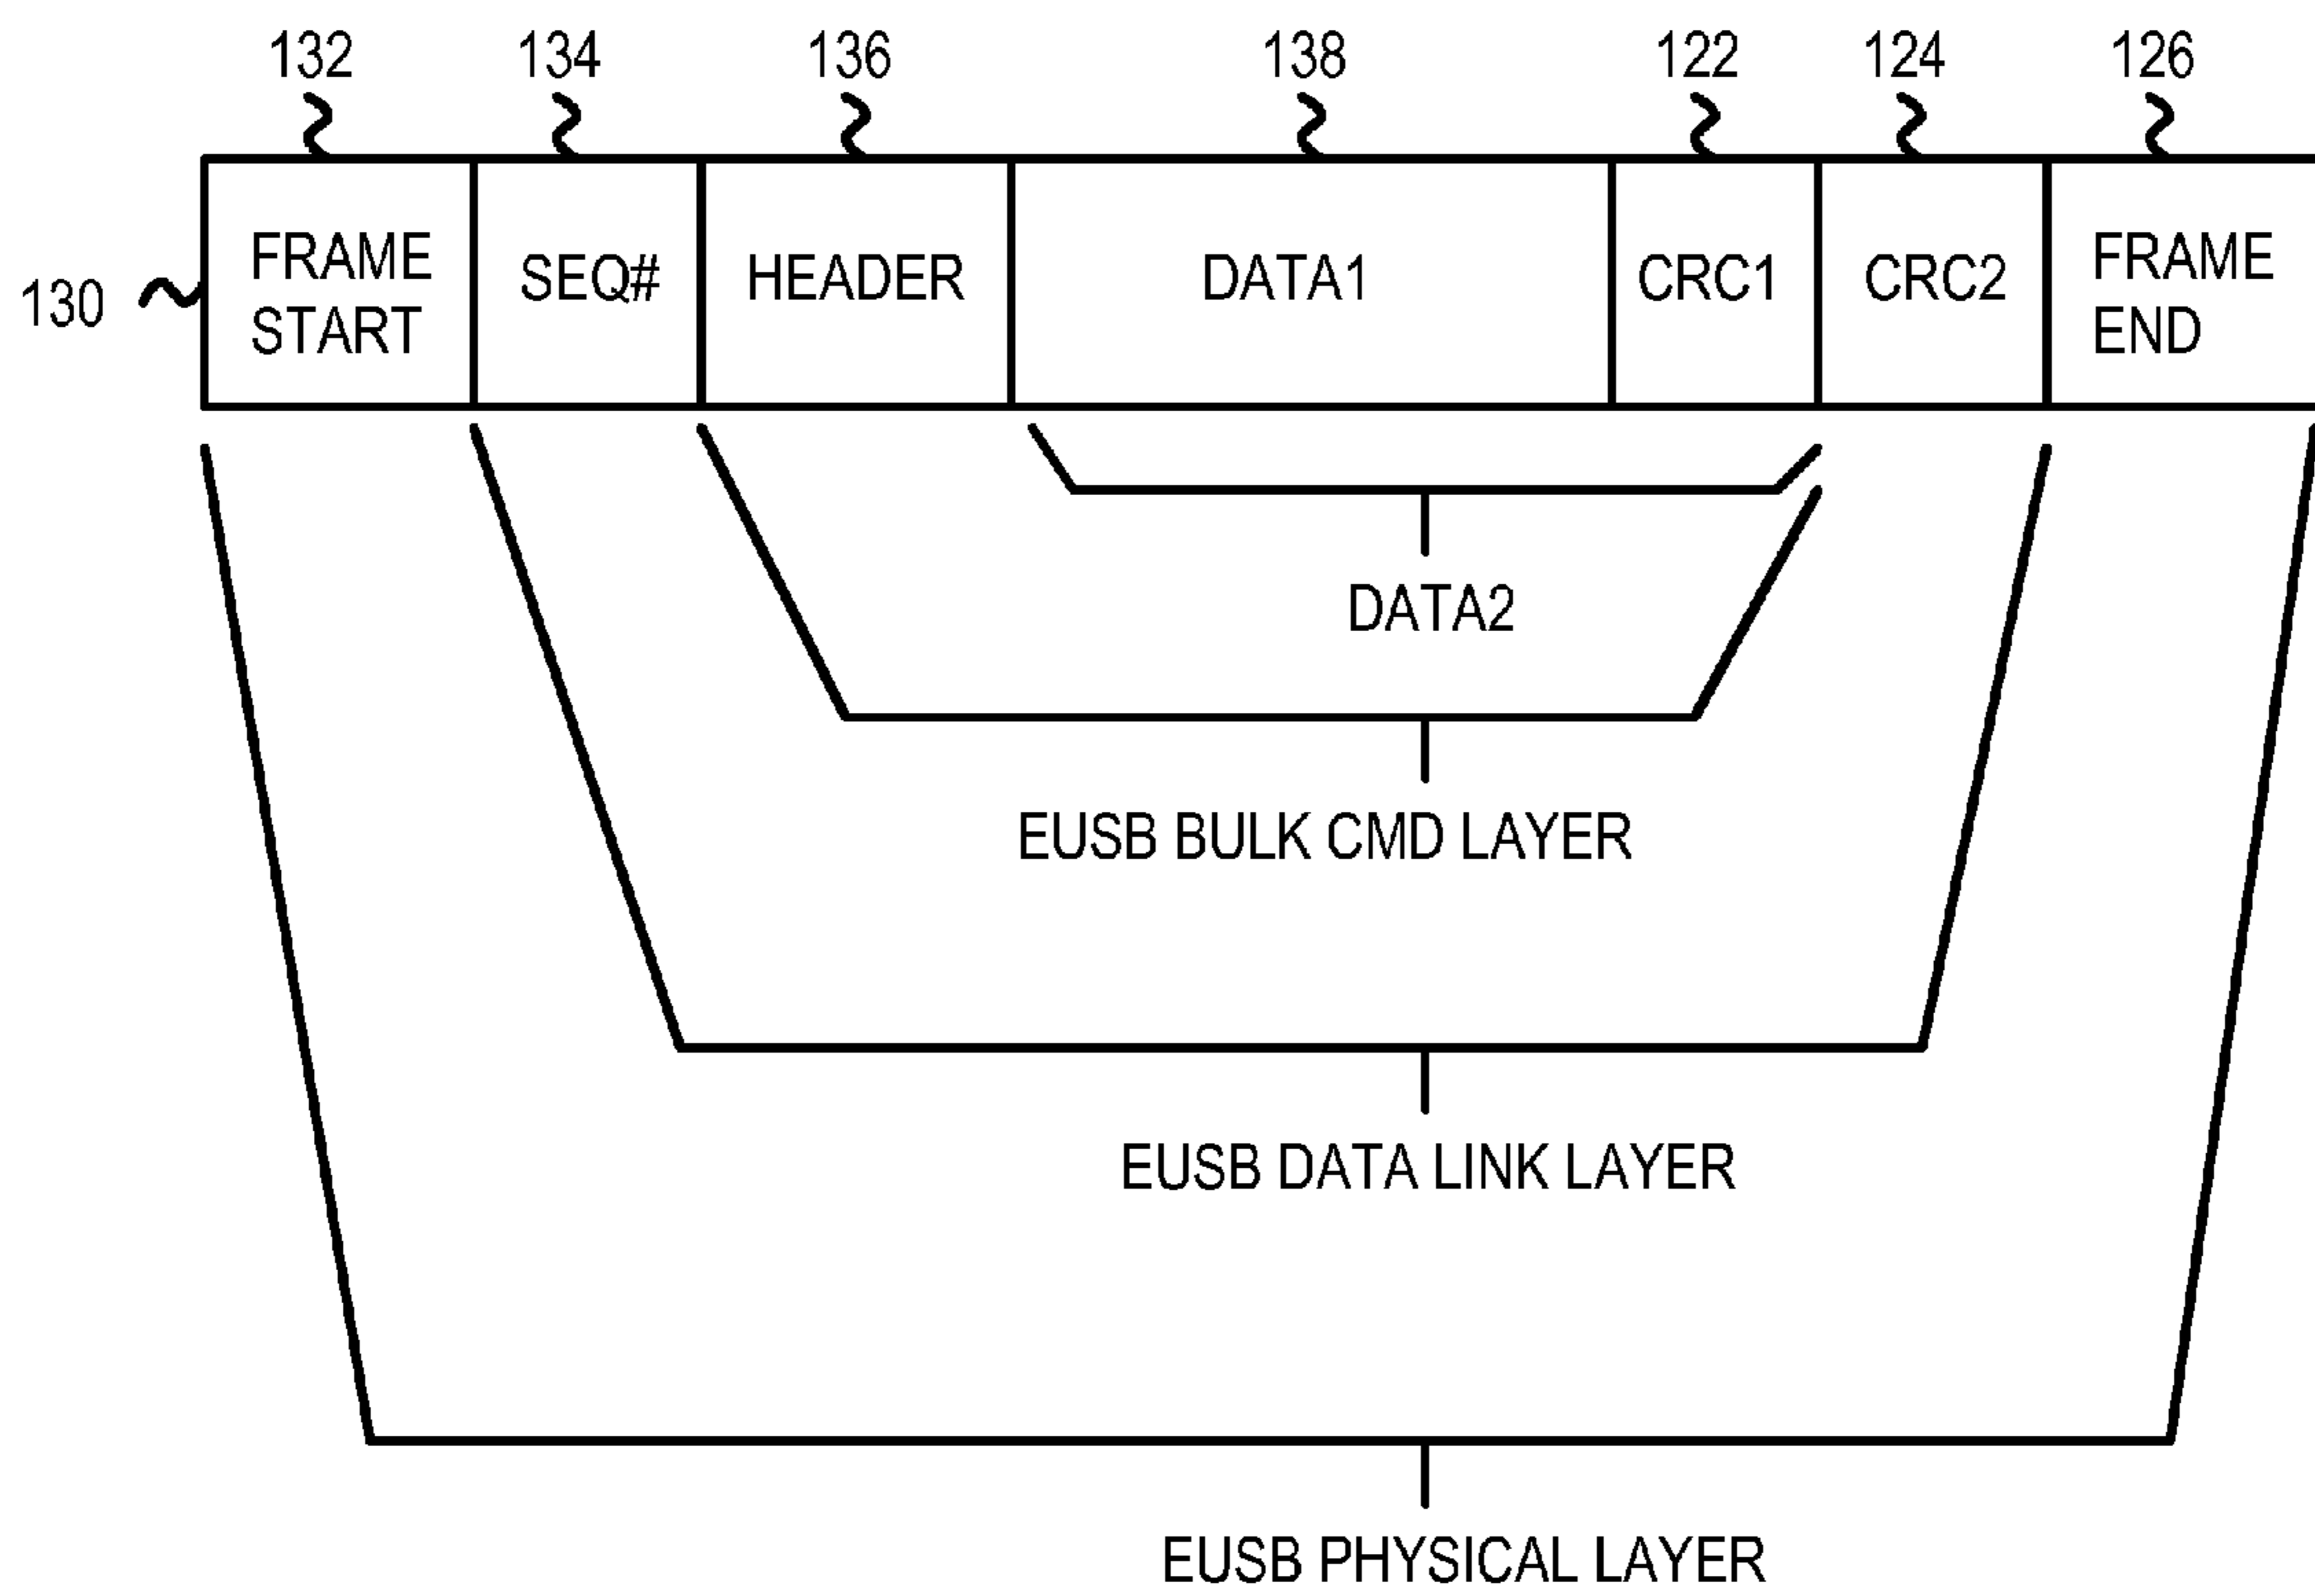 132 134 136 138 122 124 126
130
FRAME START
SEQ#
HEADER
DATA1
CRC1
CRC2
FRAME END
DATA2
EUSB BULK CMD LAYER
EUSB DATA LINK LAYER
EUSB PHYSICAL LAYER